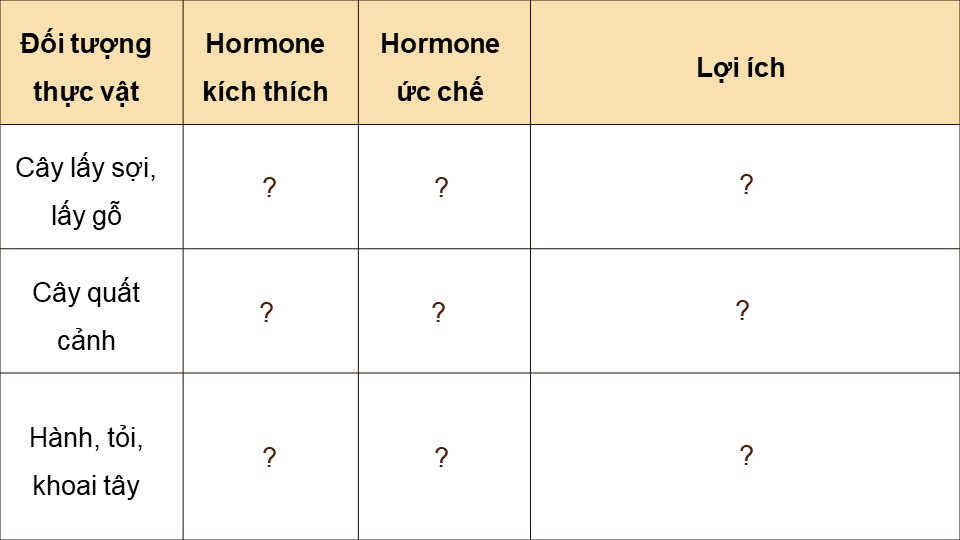 Đối tượng
thực vật
Hormone
kích thích
Hormone
ức chế
Lợi ích
Cây lấy sợi,
lấy gỗ
?
?
?
Cây quất
cảnh
?
?
?
Hành, tỏi,
khoai tây
?
?
?